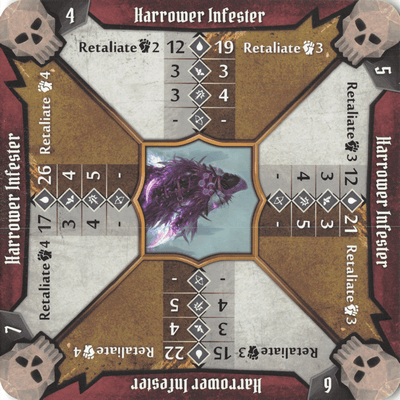 4
Harrower Infester
Retaliate 2 12 19 Retaliate 3
3 3
3 4
- -
5
Harrower Infester
Retaliate 3 12 21 Retaliate 3
3 3
4 5
- -
6
Harrower Infester
Retaliate 3 15 22 Retaliate 4
3 4
4 5
- -
7
Harrower Infester
Retaliate 4 17 26 Retaliate 4
3 4
4 5
- -